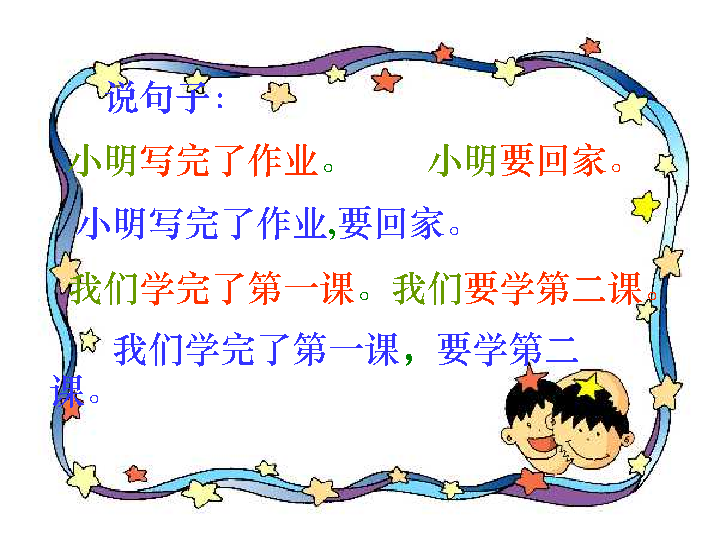 说句子：
小明写完了作业。 小明要回家。
小明写完了作业,要回家。
我们学完了第一课。我们要学第二课。
我们学完了第一课，要学第二
课。